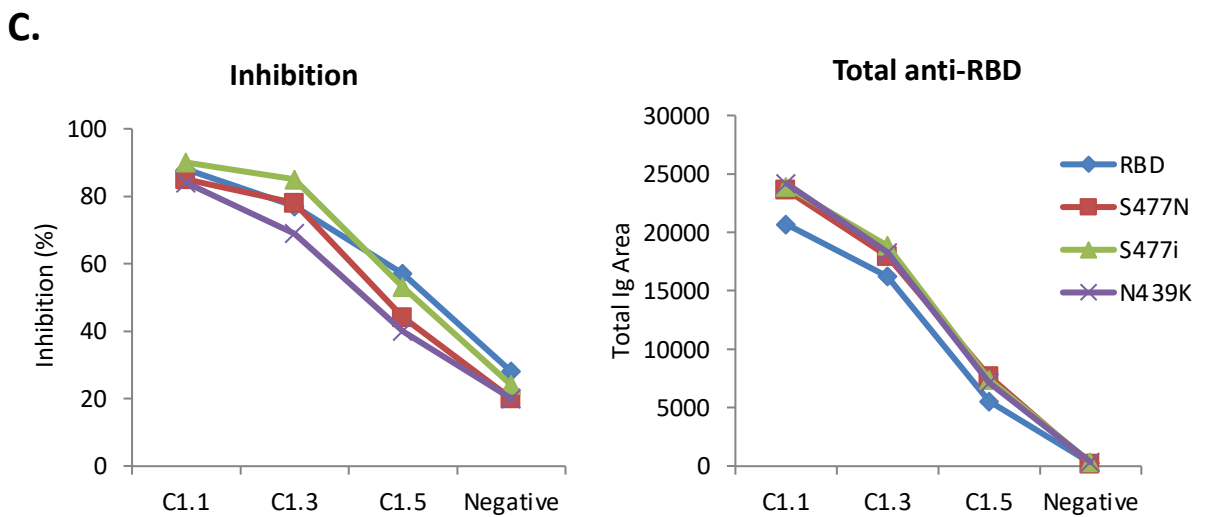 C.
Inhibition
Inhibition (%)
100
80
60
40
20
0
C1.1 C1.3 C1.5 Negative
Total anti-RBD
Total Ig Area
30000
25000
20000
15000
10000
5000
0
C1.1 C1.3 C1.5 Negative
RBD
S477N
S477i
N439K